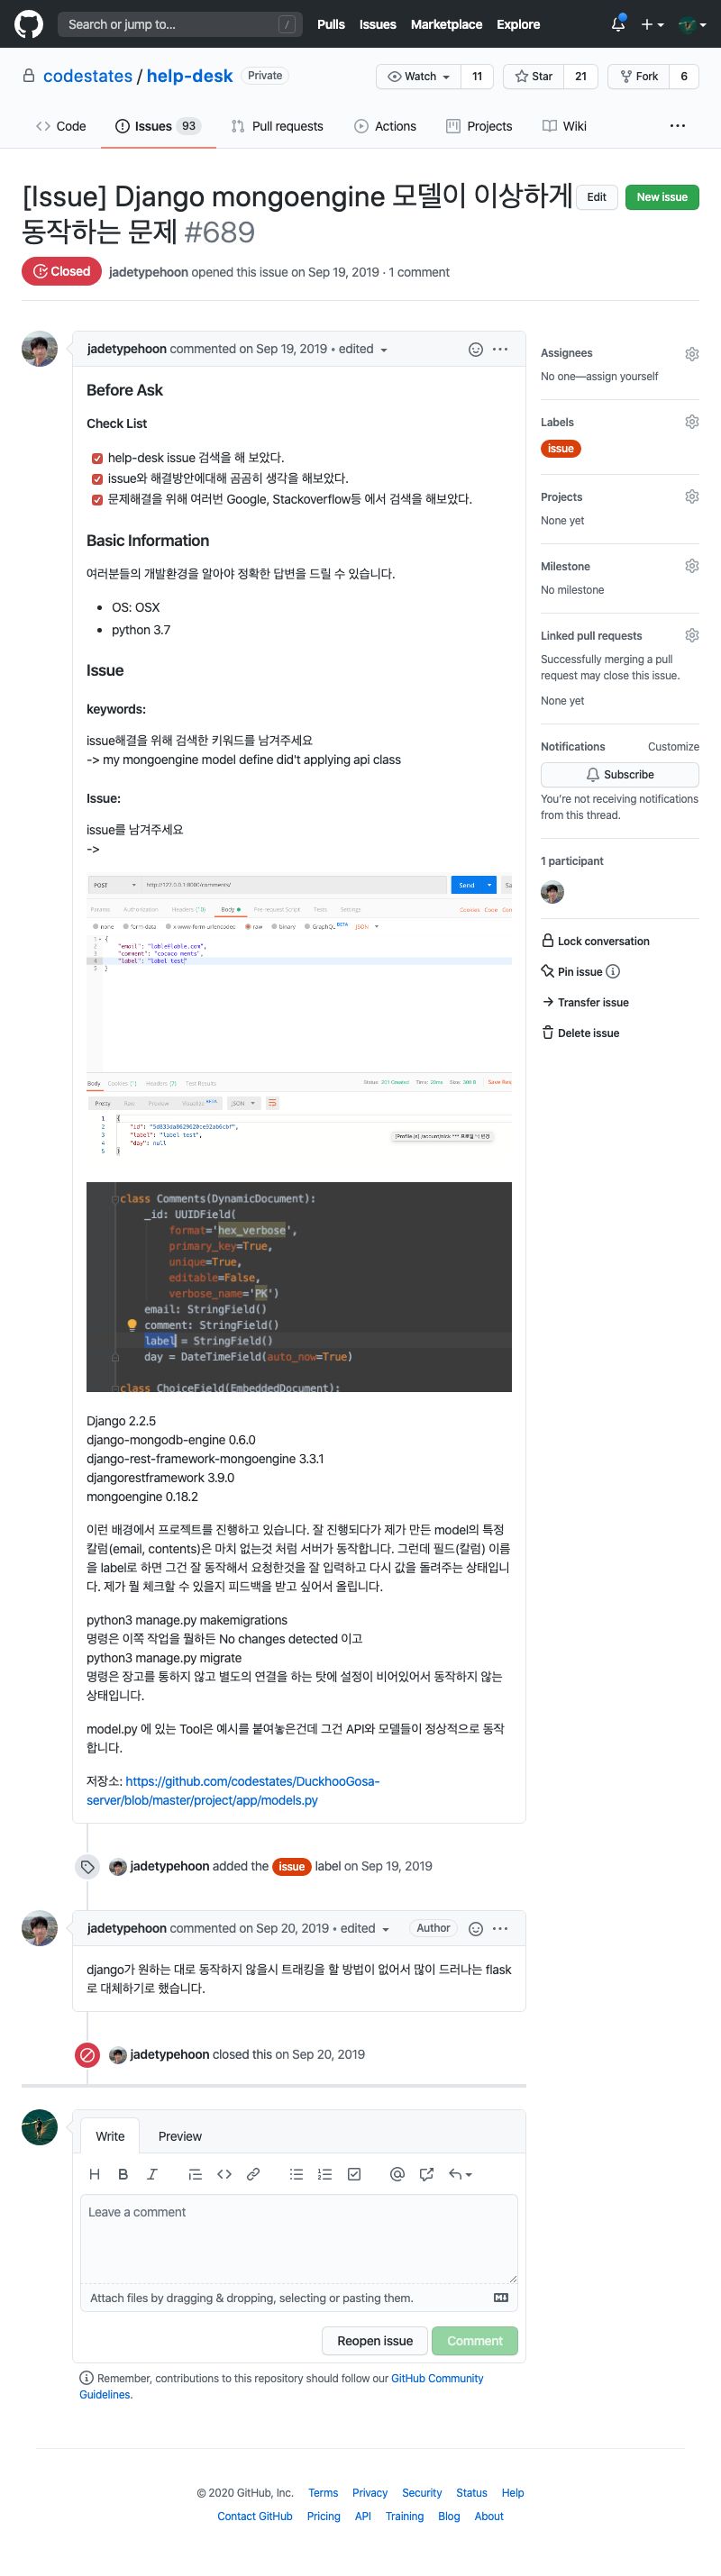 Search or jump to...
/
Pulls Issues Marketplace Explore
codestates / help-desk Private
Watch 11 Star 21 Fork 6
Code Issues 93 Pull requests Actions Projects Wiki
[Issue] Django mongoengine 모델이 이상하게
동작하는 문제 #689
Edit New issue
Closed jadetypehoon opened this issue on Sep 19, 2019 · 1 comment
jadetypehoon commented on Sep 19, 2019 • edited
Before Ask
Check List
help-desk issue 검색을 해 보았다.
issue와 해결방안에대해 곰곰히 생각을 해보았다.
문제해결을 위해 여러번 Google, Stackoverflow등 에서 검색을 해보았다.
Basic Information
여러분들의 개발환경을 알아야 정확한 답변을 드릴 수 있습니다.
OS: OSX
python 3.7
Issue
keywords:
issue해결을 위해 검색한 키워드를 남겨주세요
-> my mongoengine model define did't applying api class
Issue:
issue를 남겨주세요
->
POST http://127.0.0.1:8080/comments/ Send Sa
Params Authorization Headers (10) Body Pre-request Script Tests Settings Cookies Code
none form-data x-www-form-urlencoded raw binary GraphQL BETA JSON
1 {
2 "email": "lable@lable.com",
3 "comment": "cococo ments",
4 "label": "label test"
5 }
Body Cookies (1) Headers (7) Test Results Status: 201 Created Time: 20ms Size: Save Res
Pretty Raw Preview Visualize BETA JSON
1 {
2
3 "label": "label test",
4 "day": null
5 }
class Comments(DynamicDocument):
_id: UUIDField(
format='hex_verbose',
primary_key=True,
unique=True,
editable=False,
verbose_name='PK')
email: StringField()
comment: StringField()
label = StringField()
day = DateTimeField(auto_now=True)
class ChoiceField(EmbeddedDocument):
Django 2.2.5
django-mongodb-engine 0.6.0
django-rest-framework-mongoengine 3.3.1
djangorestframework 3.9.0
mongoengine 0.18.2
이런 배경에서 프로젝트를 진행하고 있습니다. 잘 진행되다가 제가 만든 model의 특정
칼럼(email, contents)은 마치 없는것 처럼 서버가 동작합니다. 그런데 필드(칼럼) 이름
을 label로 하면 그건 잘 동작해서 요청한것을 잘 입력하고 다시 값을 돌려주는 상태입니
다. 제가 뭘 체크할 수 있을지 피드백을 받고 싶어서 올립니다.
python3 manage.py makemigrations
명령은 이쪽 작업을 뭘하든 No changes detected 이고
python3 manage.py migrate
명령은 장고를 통하지 않고 별도의 연결을 하는 탓에 설정이 비어있어서 동작하지 않는
상태입니다.
model.py 에 있는 Tool은 예시를 붙여놓은건데 그건 API와 모델들이 정상적으로 동작
합니다.
저장소: https://github.com/codestates/DuckhooGosa-
server/blob/master/project/app/models.py
jadetypehoon added the issue label on Sep 19, 2019
jadetypehoon commented on Sep 20, 2019 • edited Author
django가 원하는 대로 동작하지 않을시 트래킹을 할 방법이 없어서 많이 드러나는 flask
로 대체하기로 했습니다.
jadetypehoon closed this on Sep 20, 2019
Write Preview
Leave a comment
Attach files by dragging & dropping, selecting or pasting them.
Reopen issue Comment
Remember, contributions to this repository should follow our GitHub Community
Guidelines.
Assignees
No one—assign yourself
Labels
issue
Projects
None yet
Milestone
No milestone
Linked pull requests
Successfully merging a pull
request may close this issue.
None yet
Notifications Customize
Subscribe
You're not receiving notifications
from this thread.
1 participant
Lock conversation
Pin issue
Transfer issue
Delete issue
© 2020 GitHub, Inc. Terms Privacy Security Status Help
Contact GitHub Pricing API Training Blog About